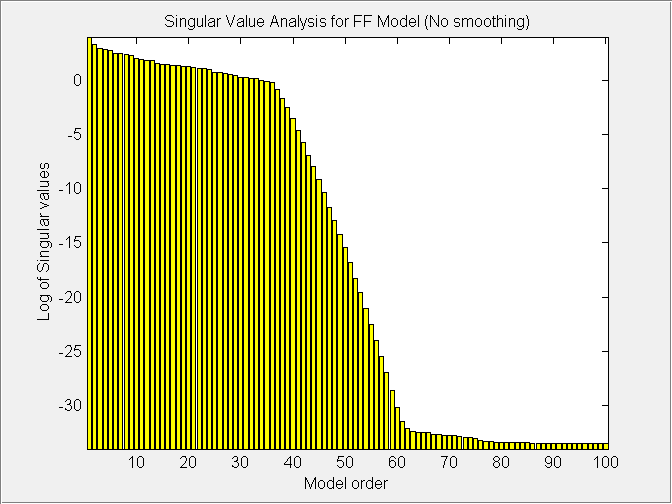 Singular Value Analysis for FF Model (No smoothing)
Log of Singular values
0
-5
-10
-15
-20
-25
-30
10 20 30 40 50 60 70 80 90 100
Model order